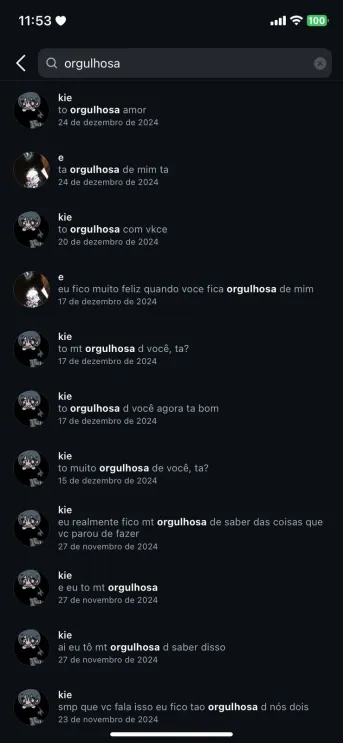 11:53
100
orgulhosa
kie
to orgulhosa amor
24 de dezembro de 2024
e
ta orgulhosa de mim ta
24 de dezembro de 2024
kie
to orgulhosa com vkce
20 de dezembro de 2024
e
eu fico muito feliz quando voce fica orgulhosa de mim
17 de dezembro de 2024
kie
to mt orgulhosa d você, ta?
17 de dezembro de 2024
kie
to orgulhosa d você agora ta bom
17 de dezembro de 2024
kie
to muito orgulhosa de você, ta?
15 de dezembro de 2024
kie
eu realmente fico mt orgulhosa de saber das coisas que
vc parou de fazer
27 de novembro de 2024
kie
e eu to mt orgulhosa
27 de novembro de 2024
kie
ai eu tô mt orgulhosa d saber disso
27 de novembro de 2024
kie
smp que vc fala isso eu fico tao orgulhosa d nós dois
23 de novembro de 2024